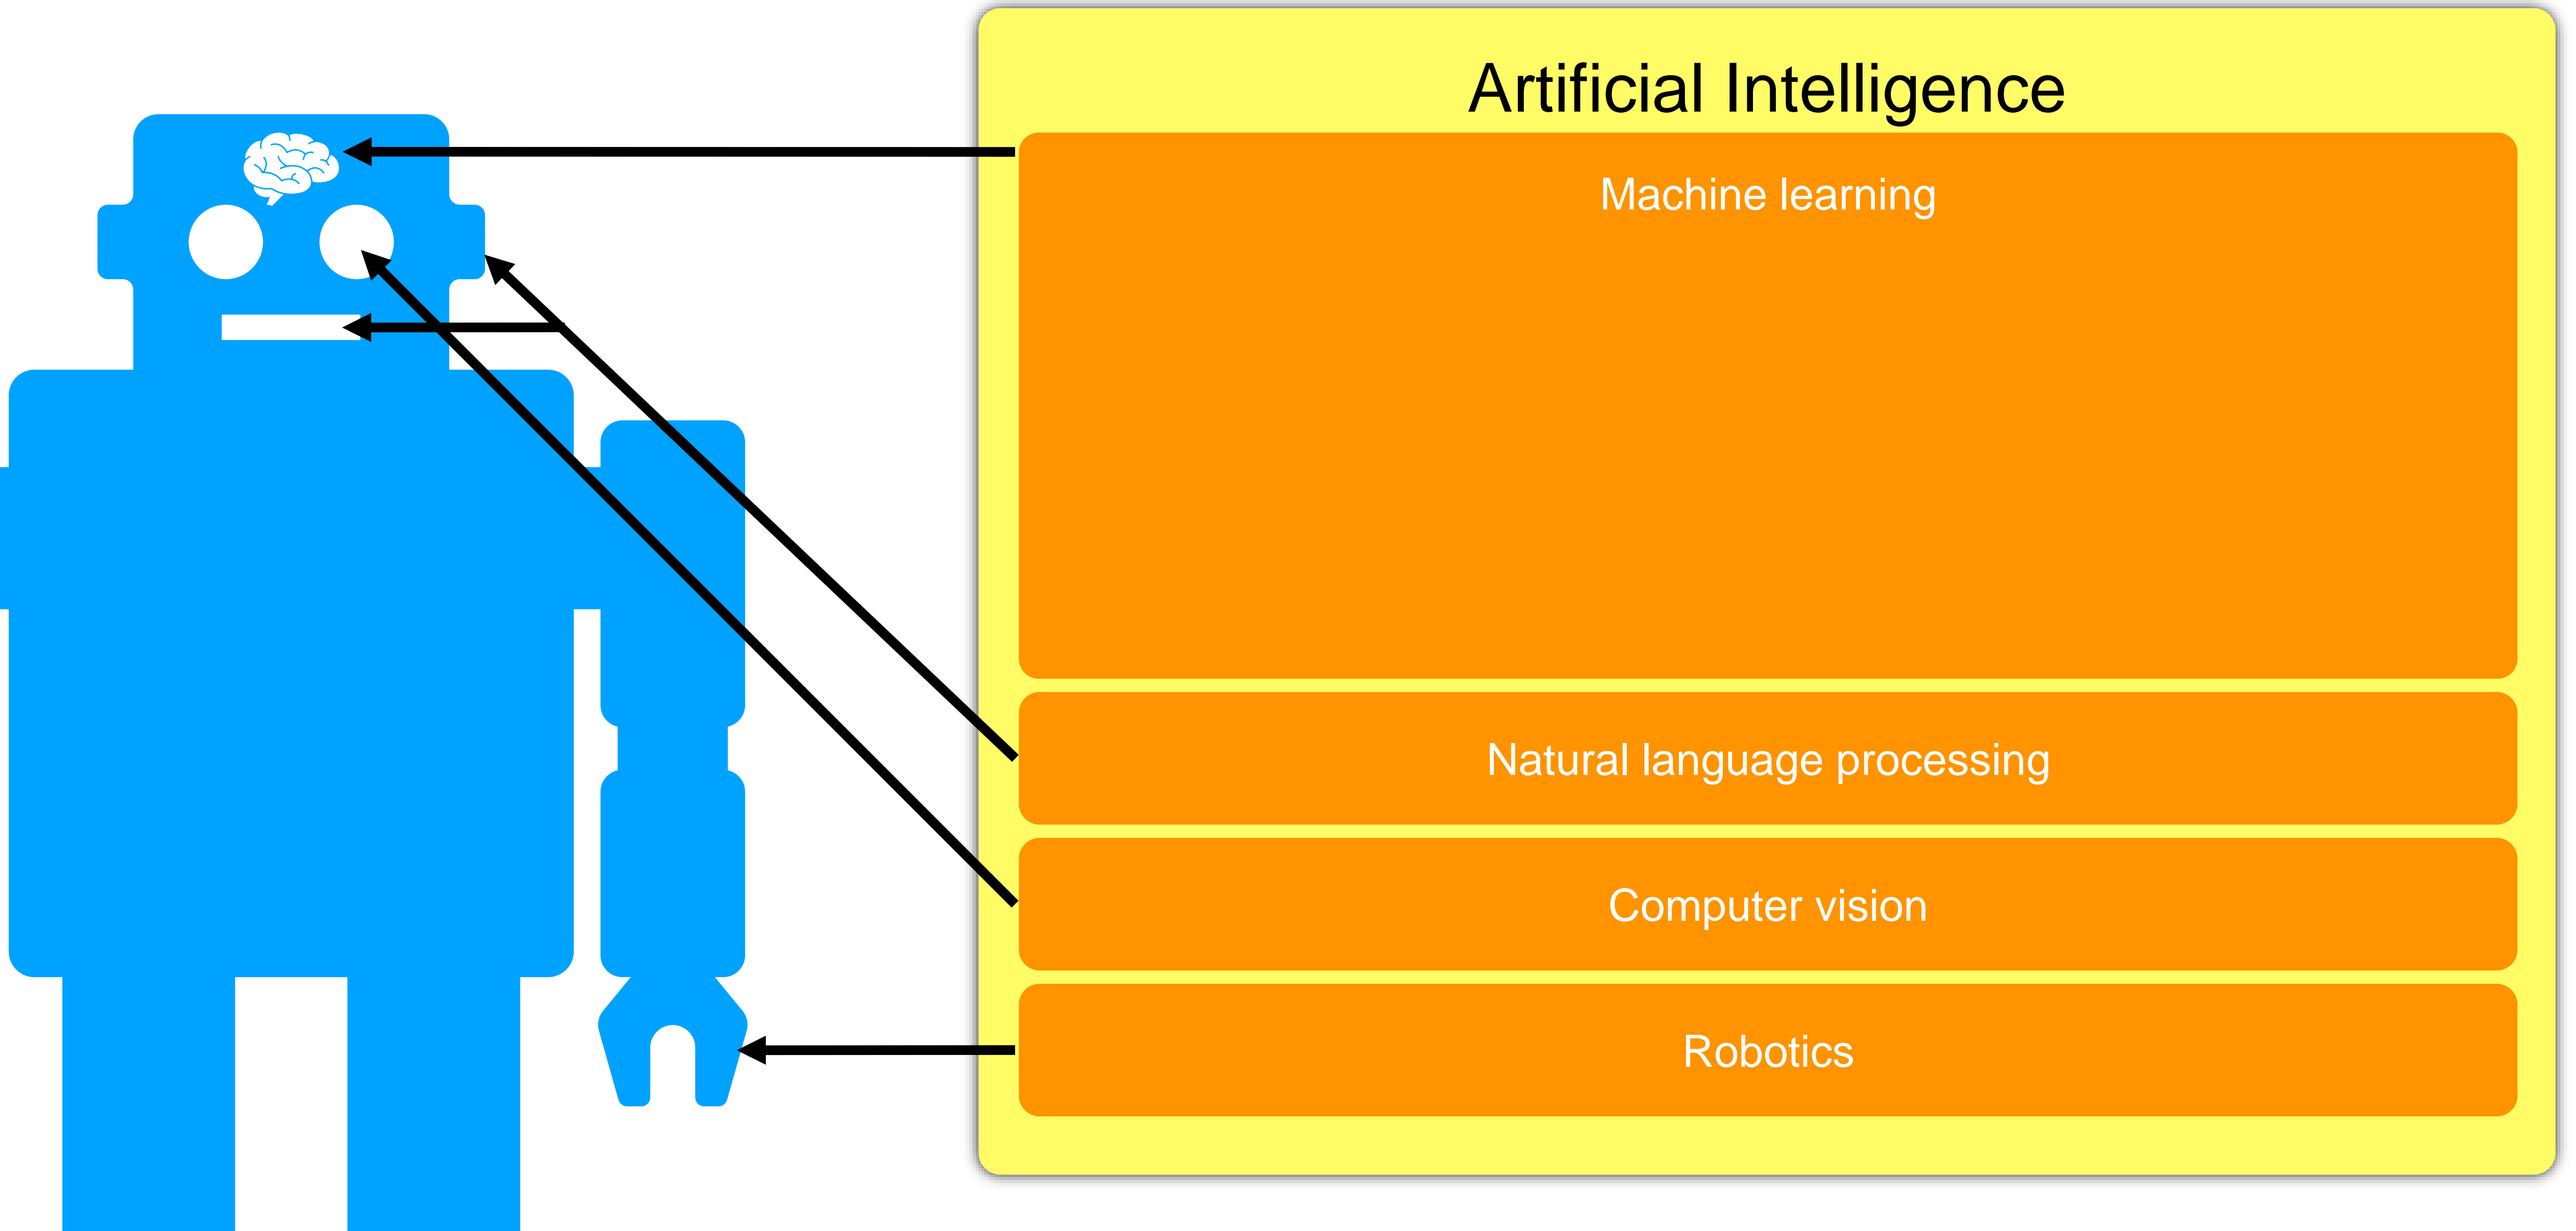 Artificial Intelligence
Machine learning
Natural language processing
Computer vision
Robotics